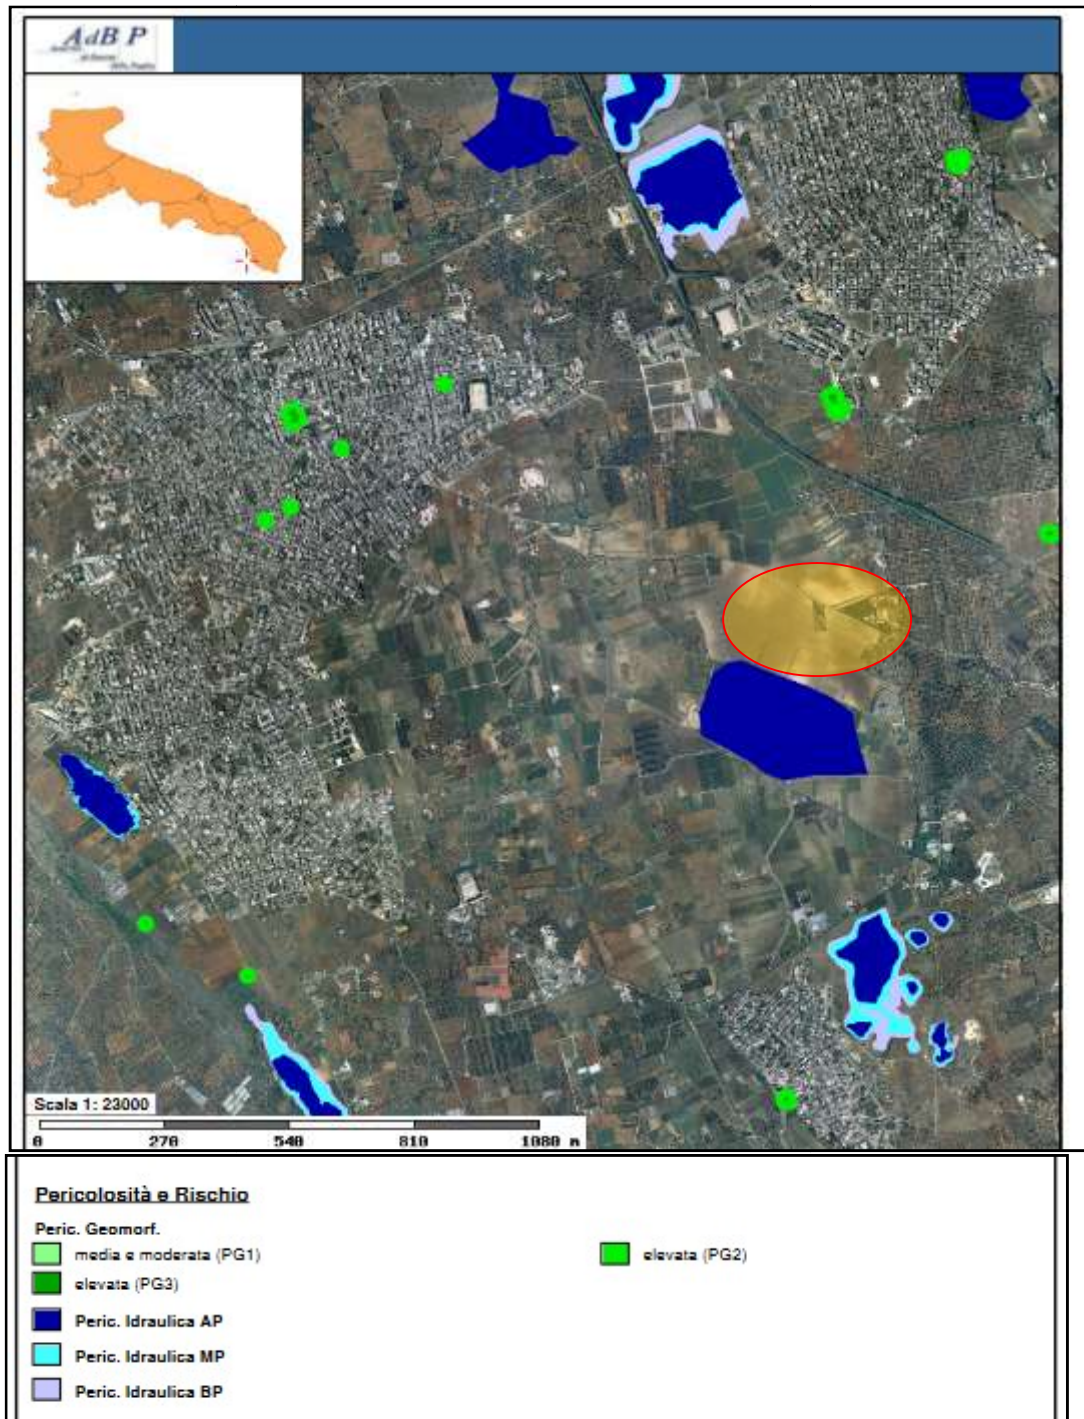 AdB P
Scala 1: 23000
0 270 540 810 1080 m
Pericolosità e Rischio
Peric. Geomorf.
media e moderata (PG1)
elevata (PG2)
elevata (PG3)
Peric. Idraulica AP
Peric. Idraulica MP
Peric. Idraulica BP